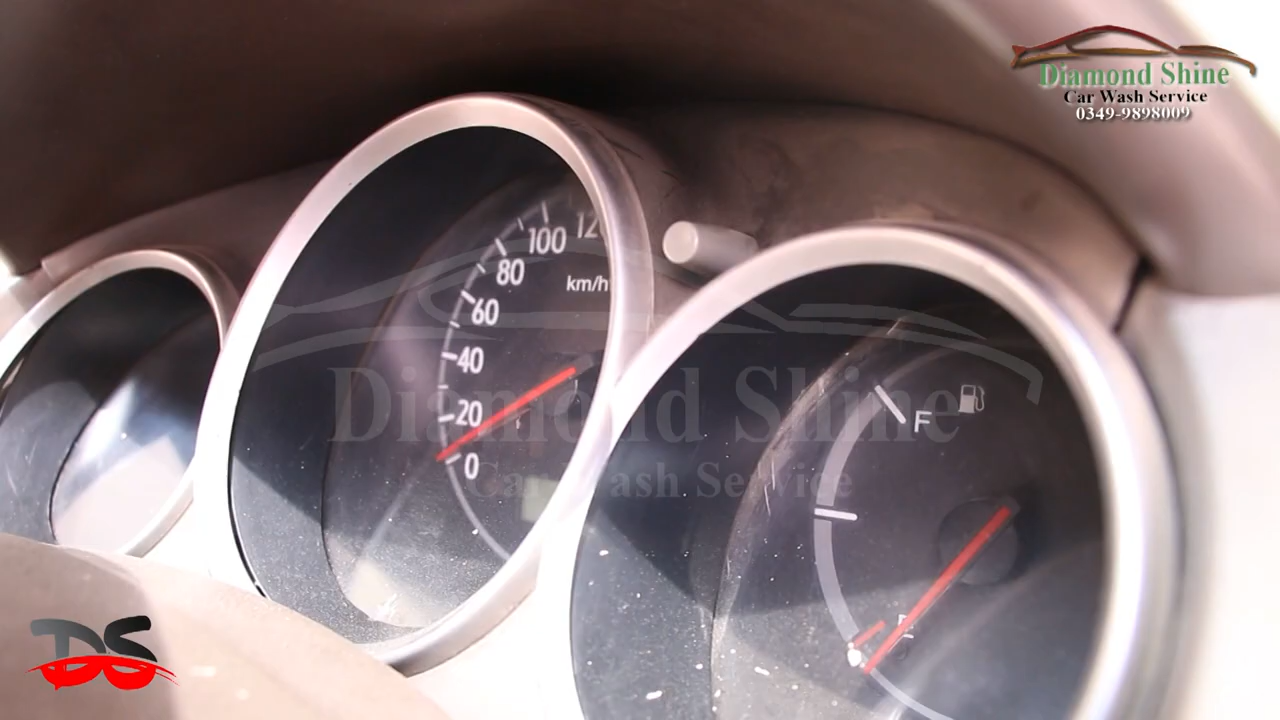 Diamond Shine
Car Wash Service
0349-9898009
120
100
80
60
40
20
0
km/h
F
E
Diamond Shine
Car Wash Service
DS